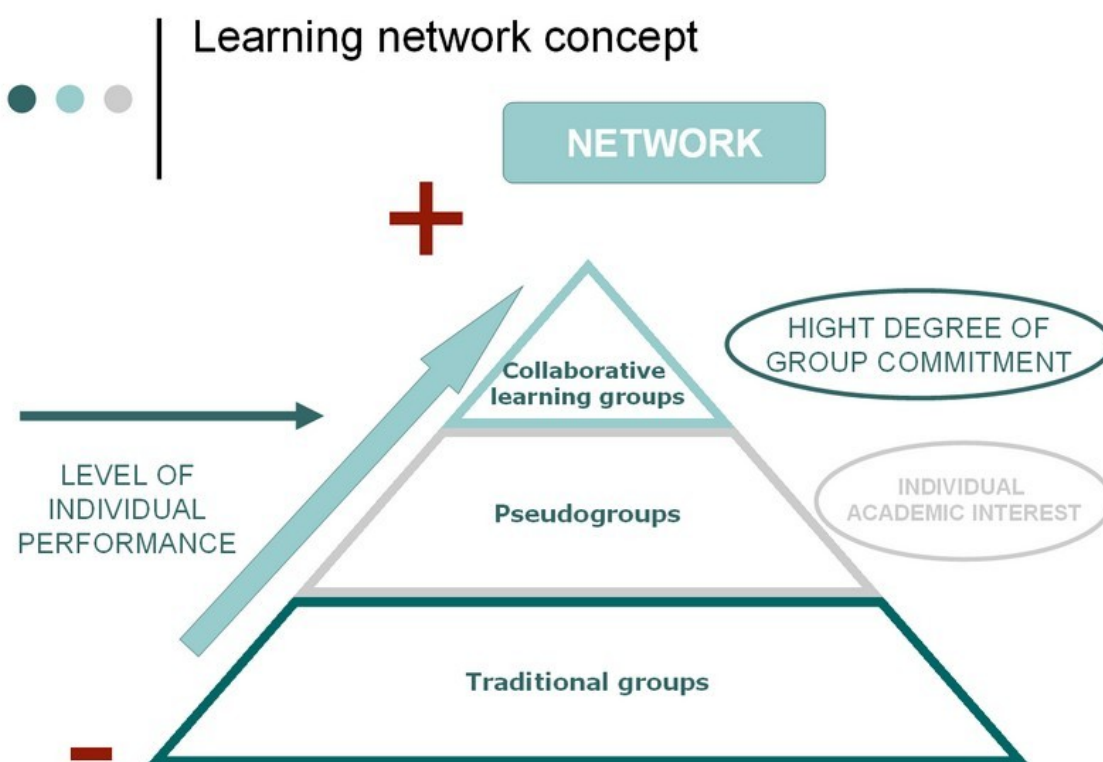 Learning network concept
NETWORK
+
Collaborative
learning groups
HIGHT DEGREE OF
GROUP COMMITMENT
LEVEL OF
INDIVIDUAL
PERFORMANCE
Pseudogroups
INDIVIDUAL
ACADEMIC INTEREST
Traditional groups
-